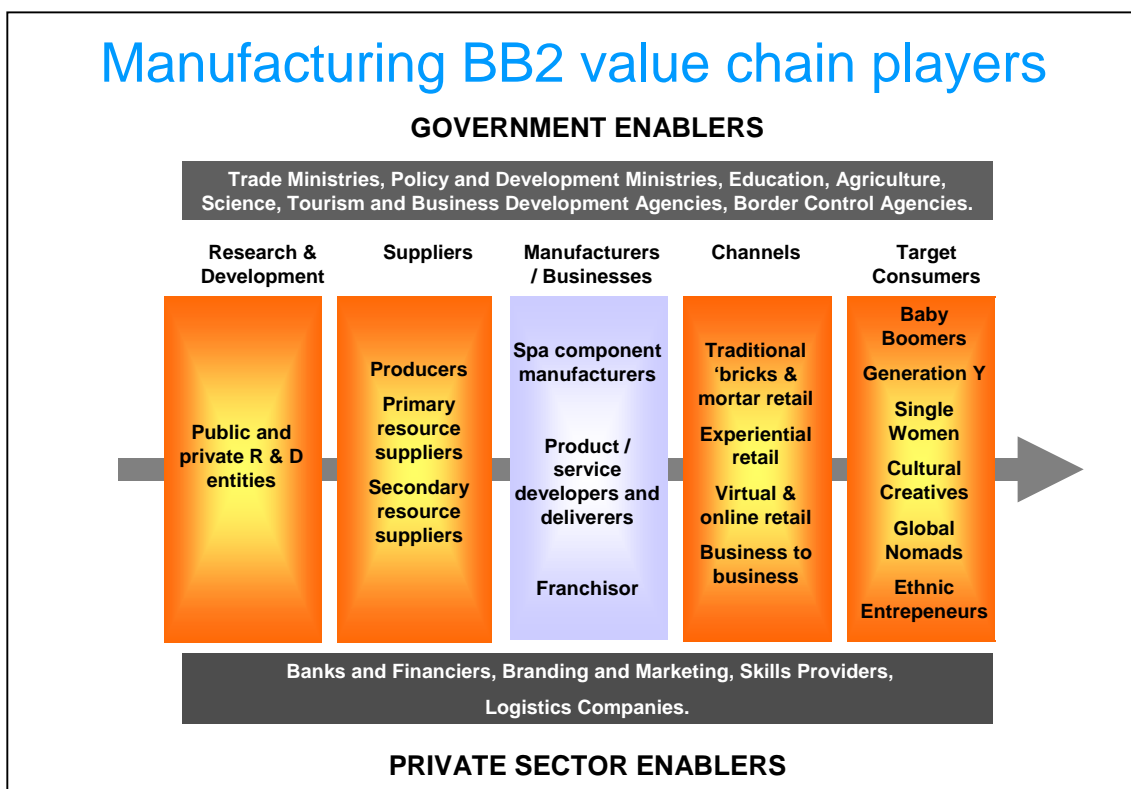 Manufacturing BB2 value chain players
GOVERNMENT ENABLERS
Trade Ministries, Policy and Development Ministries, Education, Agriculture,
Science, Tourism and Business Development Agencies, Border Control Agencies.
Research &
Development
Suppliers
Manufacturers
/ Businesses
Channels
Target
Consumers
Public and
private R & D
entities
Producers
Primary
resource
suppliers
Secondary
resource
suppliers
Spa component
manufacturers
Product /
service
developers and
deliverers
Franchisor
Traditional
‘bricks &
mortar retail
Experiential
retail
Virtual &
online retail
Business to
business
Baby
Boomers
Generation Y
Single
Women
Cultural
Creatives
Global
Nomads
Ethnic
Entrepeneurs
Banks and Financiers, Branding and Marketing, Skills Providers,
Logistics Companies.
PRIVATE SECTOR ENABLERS